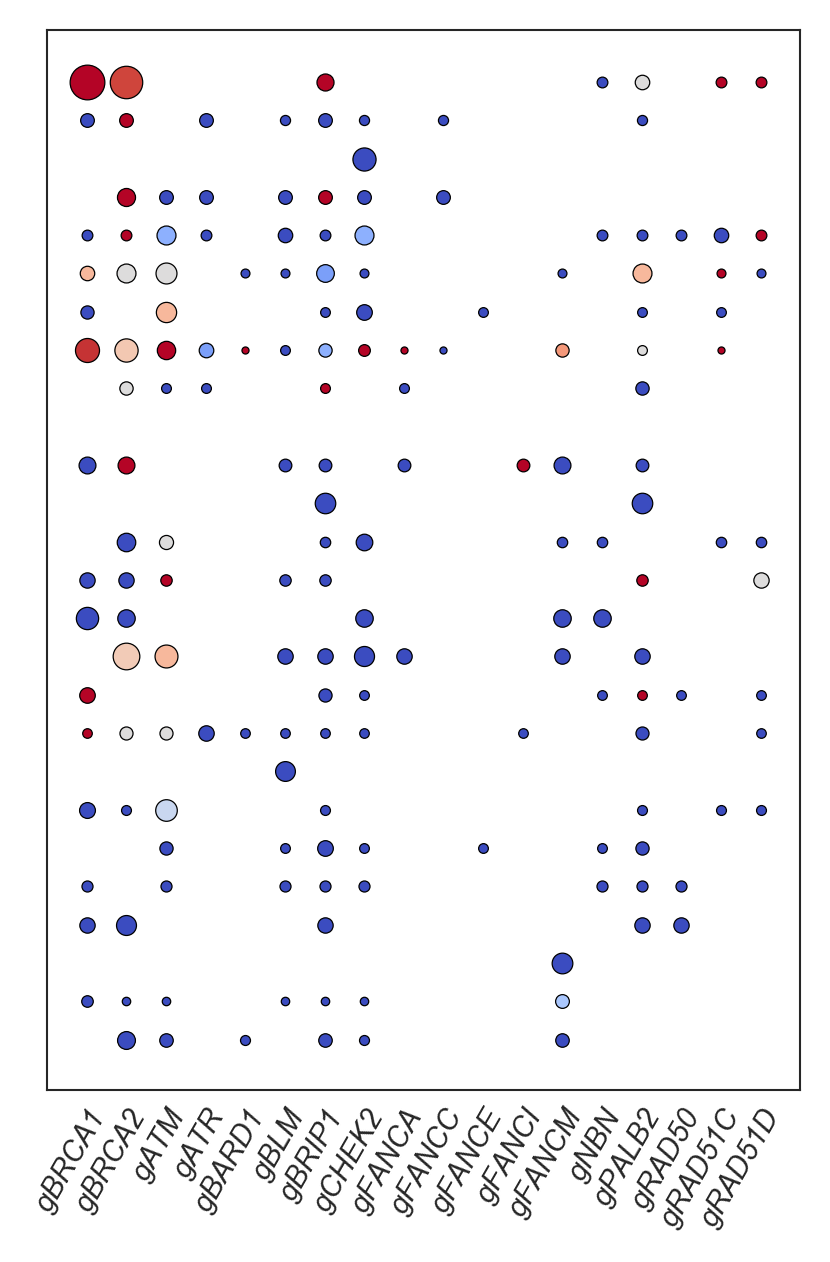 gBRCA1
gBRCA2
gATM
gATR
gBARD1
gBLM
gBRIP1
gCHEK2
gFANCA
gFANCC
gFANCE
gFANCI
gFANCM
gNBN
gPALB2
gRAD50
gRAD51C
gRAD51D